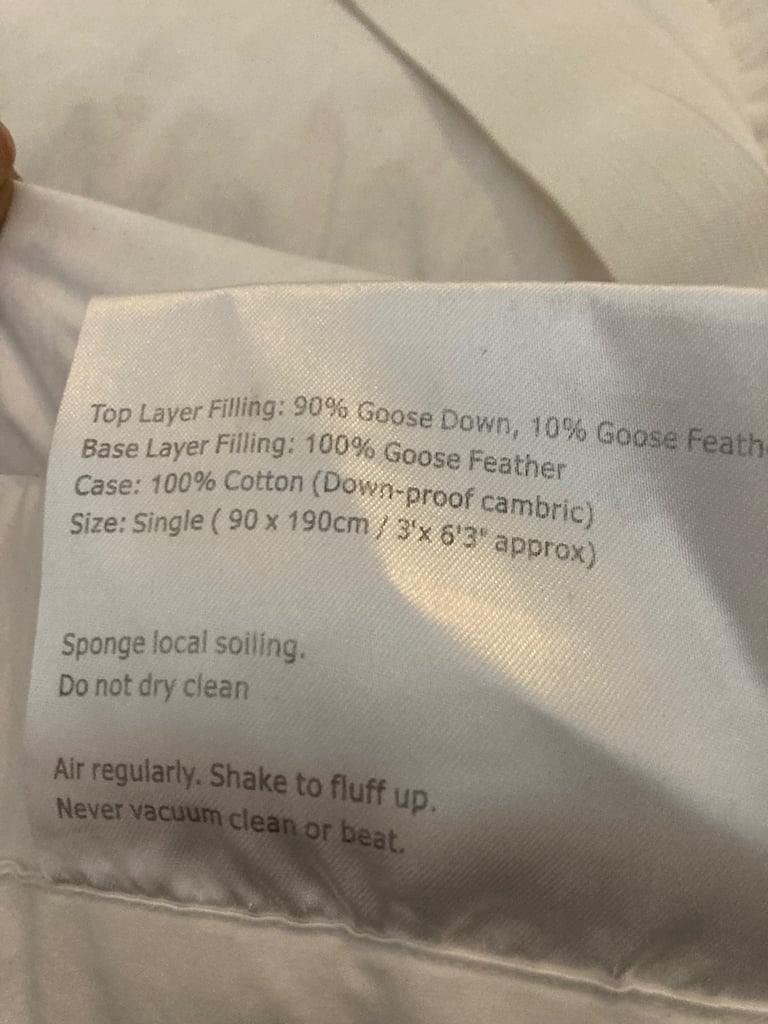 Top Layer Filling: 90% Goose Down, 10% Goose Feath
Base Layer Filling: 100% Goose Feather
Case: 100% Cotton (Down-proof cambric)
Size: Single ( 90 x 190cm / 3'x 6'3" approx)
Sponge local soiling.
Do not dry clean
Air regularly. Shake to fluff up.
Never vacuum clean or beat.